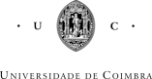 · U C ·
UNIVERSIDADE DE COIMBRA